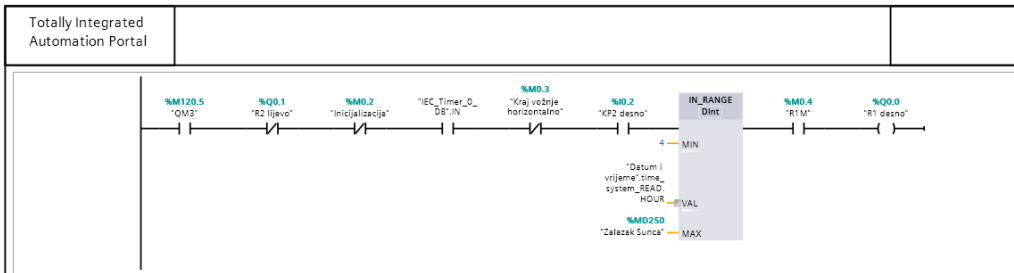 Totally Integrated
Automation Portal
%M120.5
"QM3"
%Q0.1
"R2 lijevo"
%M0.2
"Inicijalizacija"
"IEC_Timer_0_
DB".IN
%M0.3
"Kraj vožnje
horizontalno"
%I0.2
"KP2 desno"
IN_RANGE
DInt
%M0.4
"R1M"
%Q0.0
"R1 desno"
4
MIN
"Datum i
vrijeme".time_
system_READ.
HOUR
VAL
%MD250
"Zalazak Sunca"
MAX